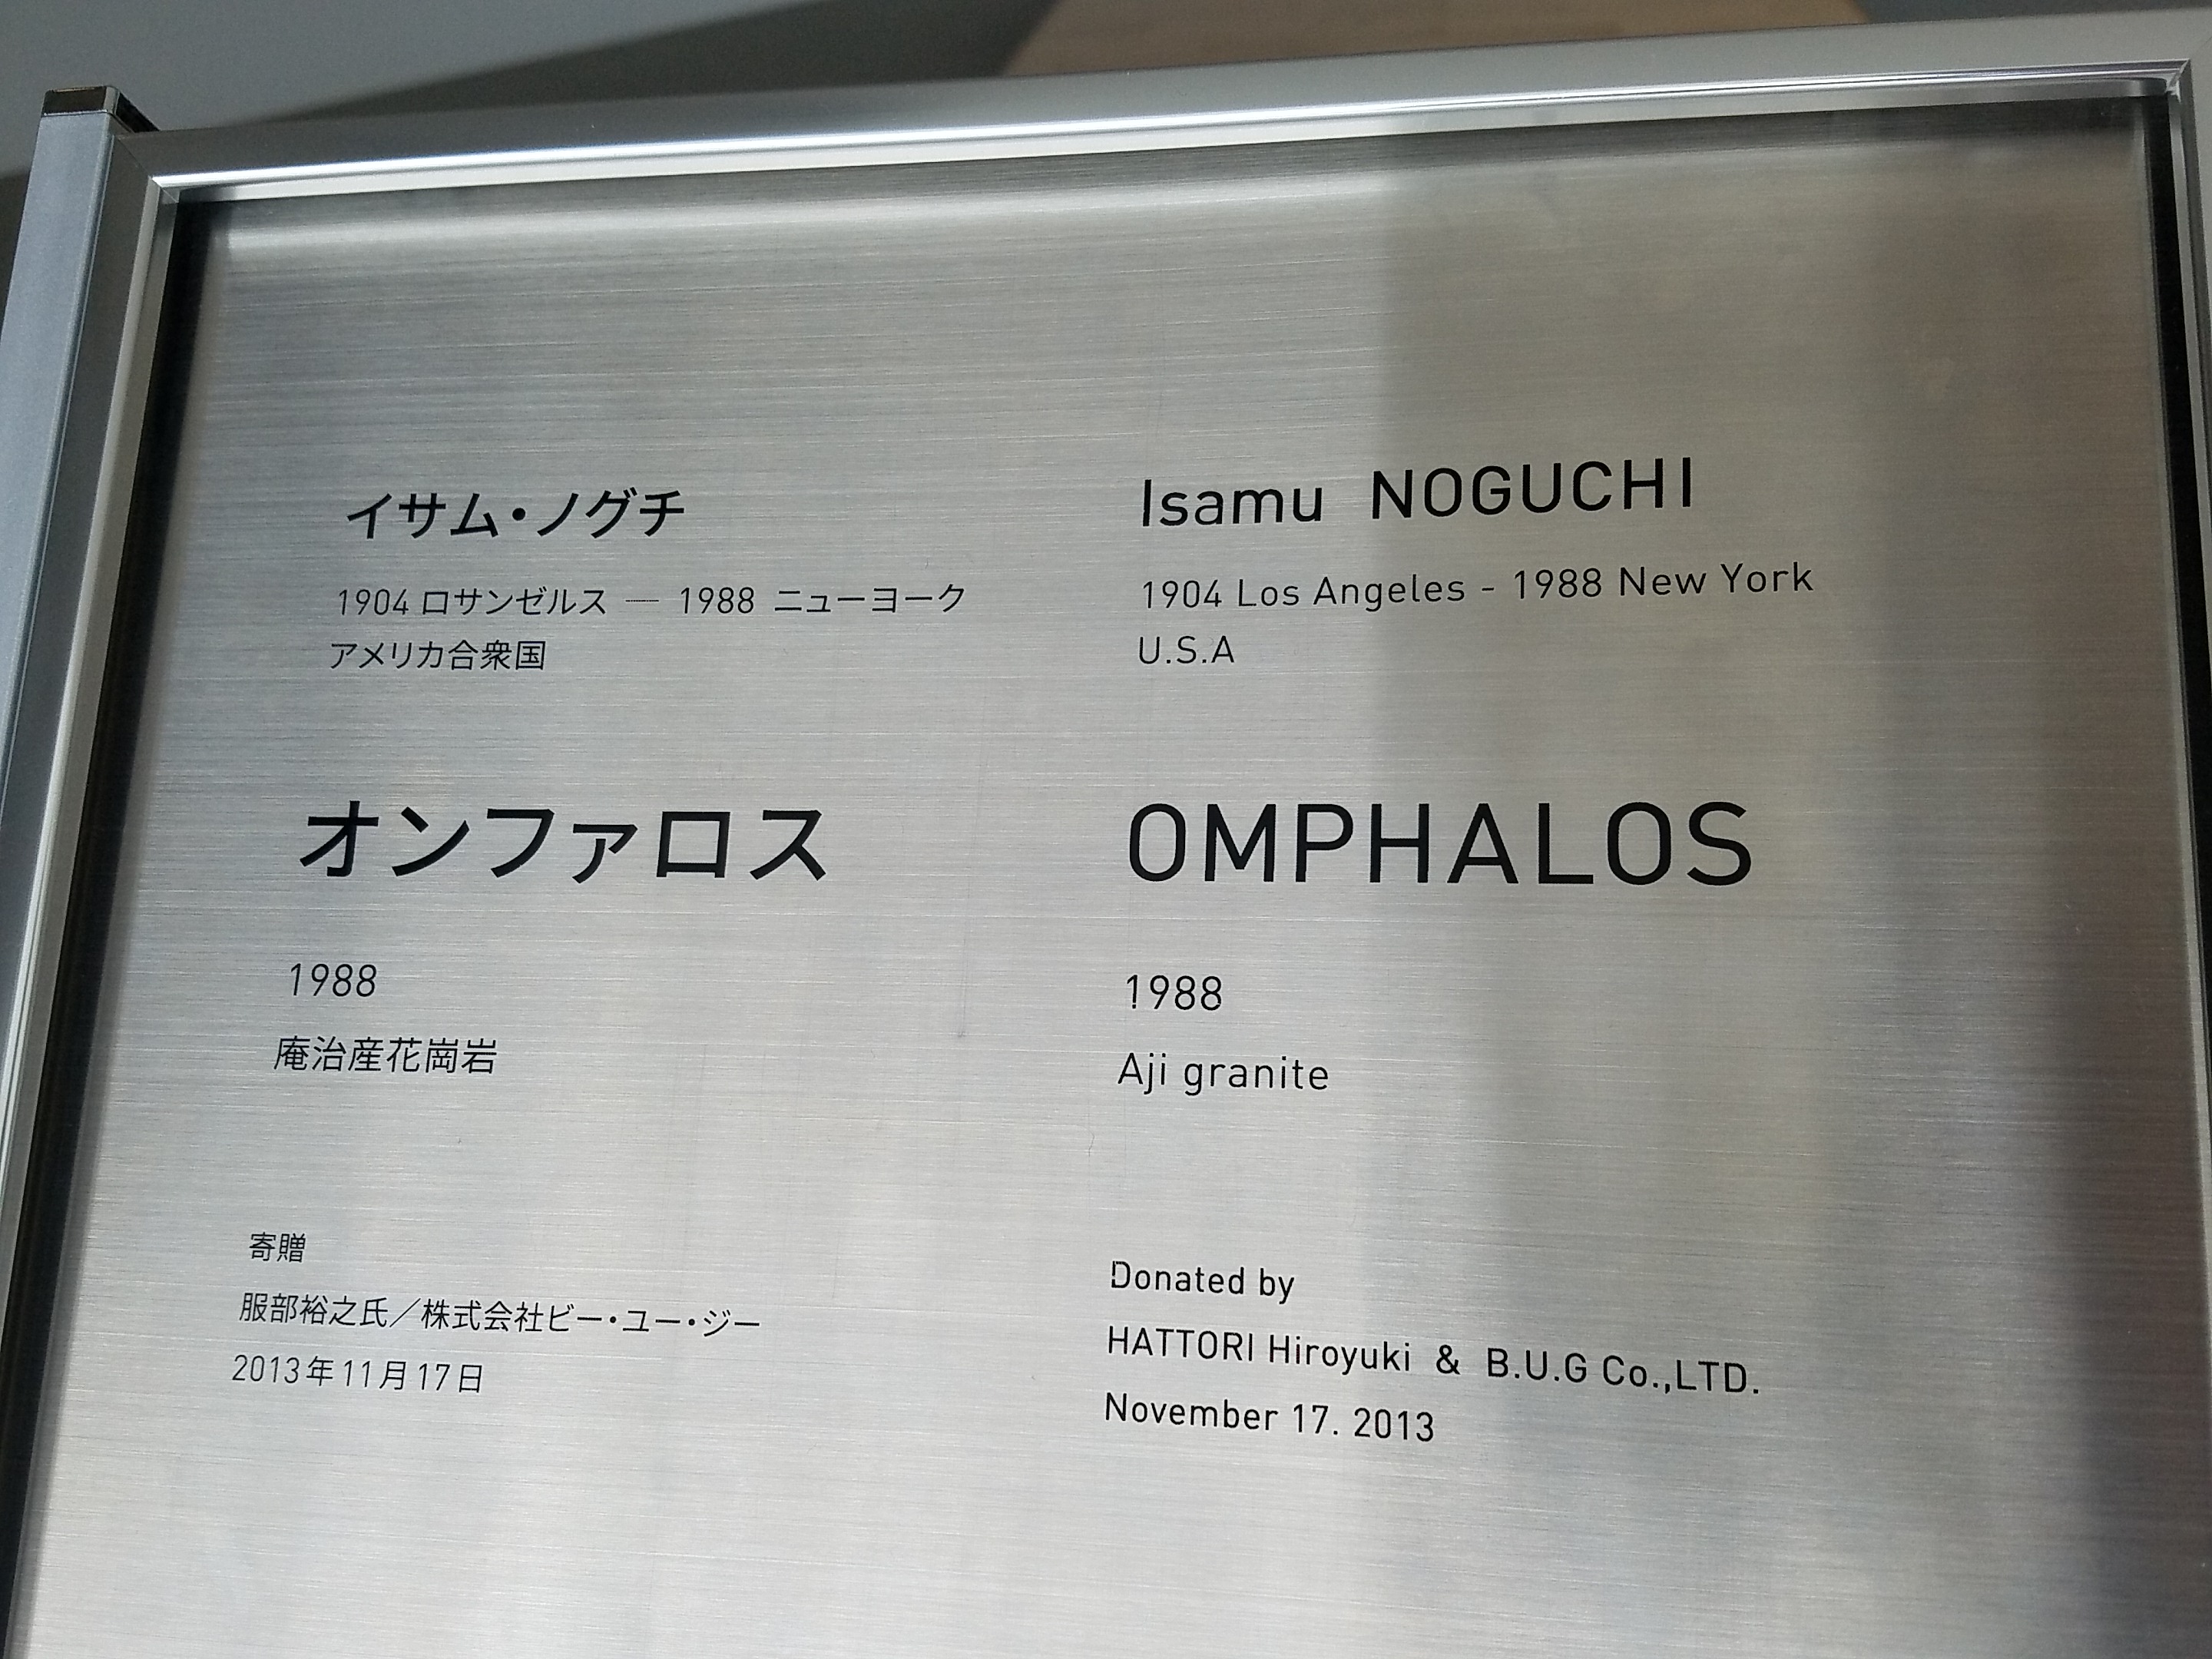 イサム・ノグチ
1904 ロサンゼルス — 1988 ニューヨーク
アメリカ合衆国
オンファロス
1988
庵治産花崗岩
寄贈
服部裕之氏／株式会社ビー・ユー・ジー
2013年11月17日
Isamu NOGUCHI
1904 Los Angeles - 1988 New York
U.S.A
OMPHALOS
1988
Aji granite
Donated by
HATTORI Hiroyuki & B.U.G Co.,LTD.
November 17. 2013